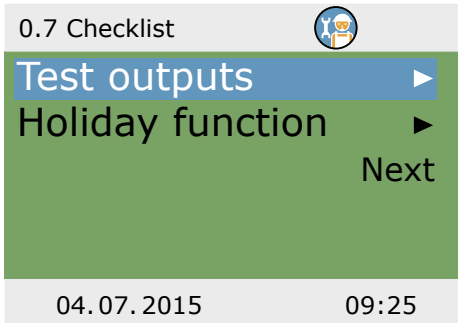 0.7 Checklist
Test outputs
Holiday function
Next
04.07.2015 09:25